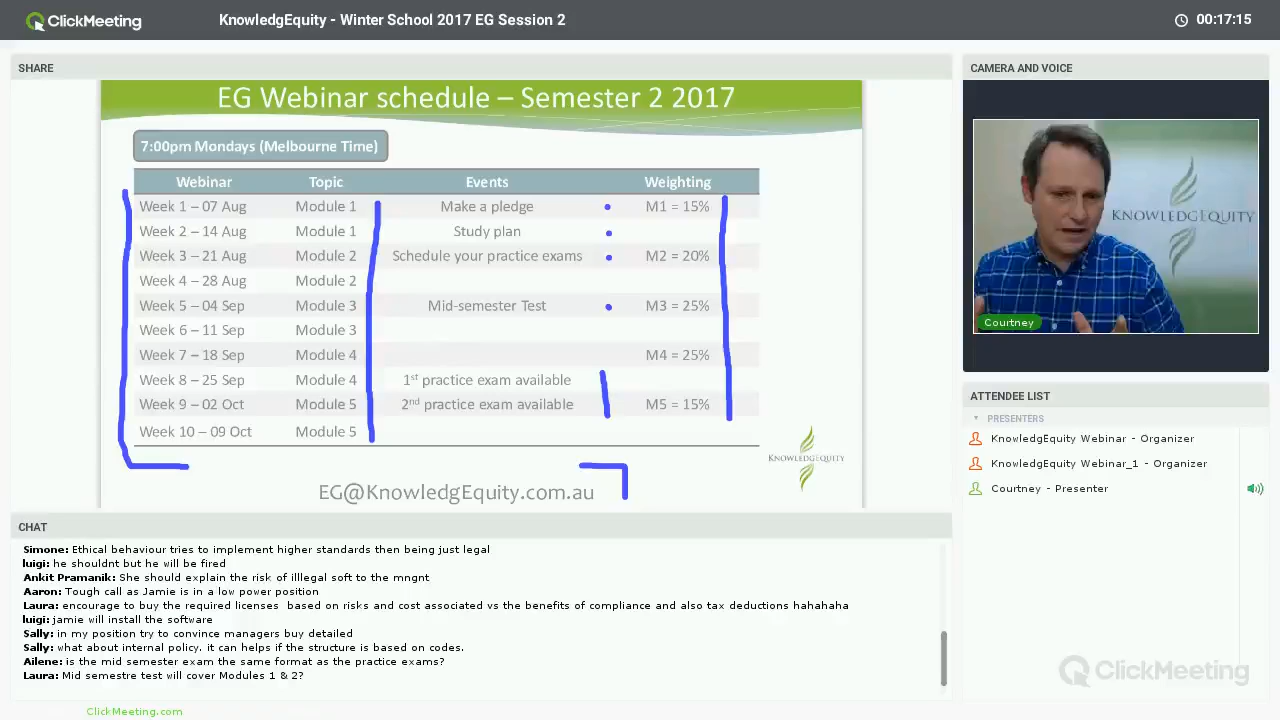 ClickMeeting
KnowledgEquity - Winter School 2017 EG Session 2
00:17:15
SHARE
EG Webinar schedule – Semester 2 2017
7:00pm Mondays (Melbourne Time)
Webinar Topic Events Weighting
Week 1 – 07 Aug Module 1 Make a pledge M1 = 15%
Week 2 – 14 Aug Module 1 Study plan
Week 3 – 21 Aug Module 2 Schedule your practice exams M2 = 20%
Week 4 – 28 Aug Module 2
Week 5 – 04 Sep Module 3 Mid-semester Test M3 = 25%
Week 6 – 11 Sep Module 3
Week 7 – 18 Sep Module 4 M4 = 25%
Week 8 – 25 Sep Module 4 1st practice exam available
Week 9 – 02 Oct Module 5 2nd practice exam available M5 = 15%
Week 10 – 09 Oct Module 5
KNOWLEDGEQUITY
EG@KnowledgEquity.com.au
CAMERA AND VOICE
KNOWLEDGEQUITY
Courtney
ATTENDEE LIST
PRESENTERS
KnowledgEquity Webinar - Organizer
KnowledgEquity Webinar_1 - Organizer
Courtney - Presenter
CHAT
Simone: Ethical behaviour tries to implement higher standards then being just legal
luigi: he shouldnt but he will be fired
Ankit Pramanik: She should explain the risk of illlegal soft to the mngnt
Aaron: Tough call as Jamie is in a low power position
Laura: encourage to buy the required licenses based on risks and cost associated vs the benefits of compliance and also tax deductions hahahaha
luigi: jamie will install the software
Sally: in my position try to convince managers buy detailed
Sally: what about internal policy. it can helps if the structure is based on codes.
Ailene: is the mid semester exam the same format as the practice exams?
Laura: Mid semestre test will cover Modules 1 & 2?
ClickMeeting
ClickMeeting.com